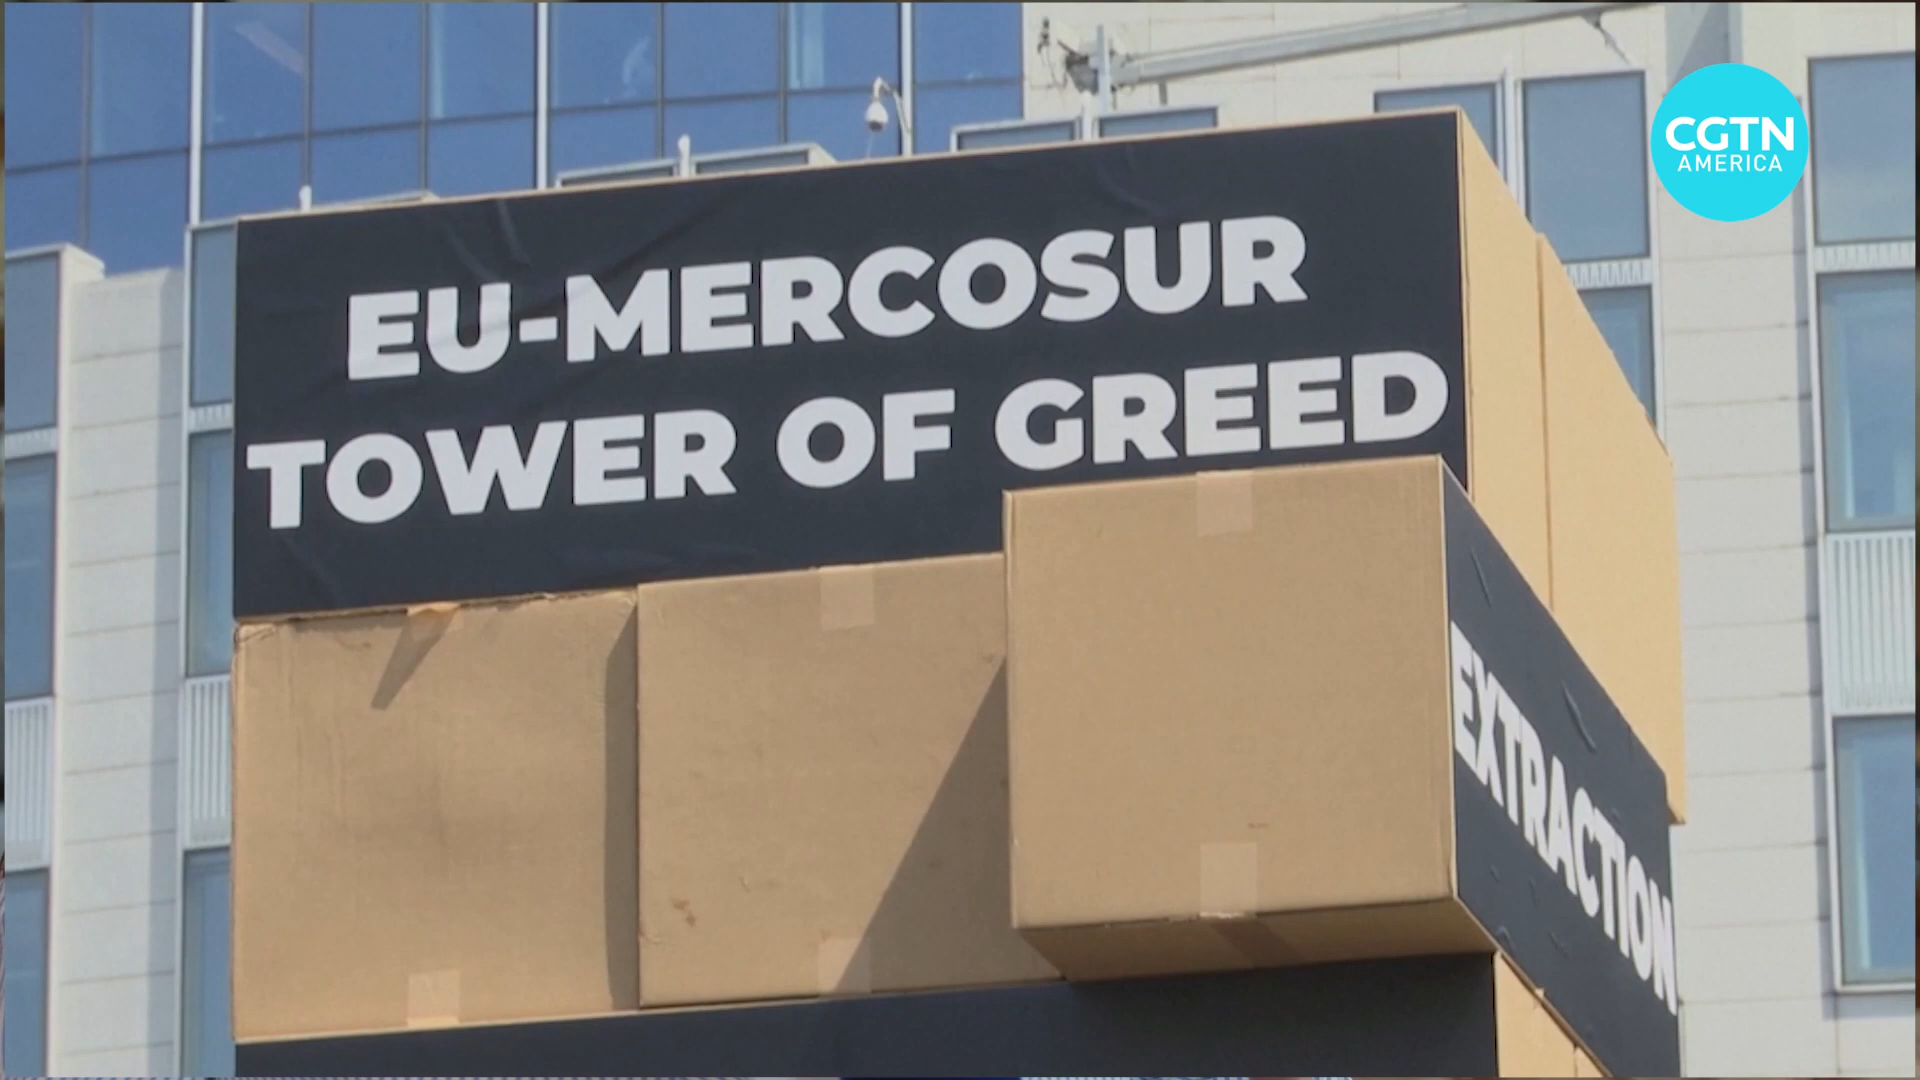 CGTN
AMERICA
EU-MERCOSUR
TOWER OF GREED
EXTRACTION